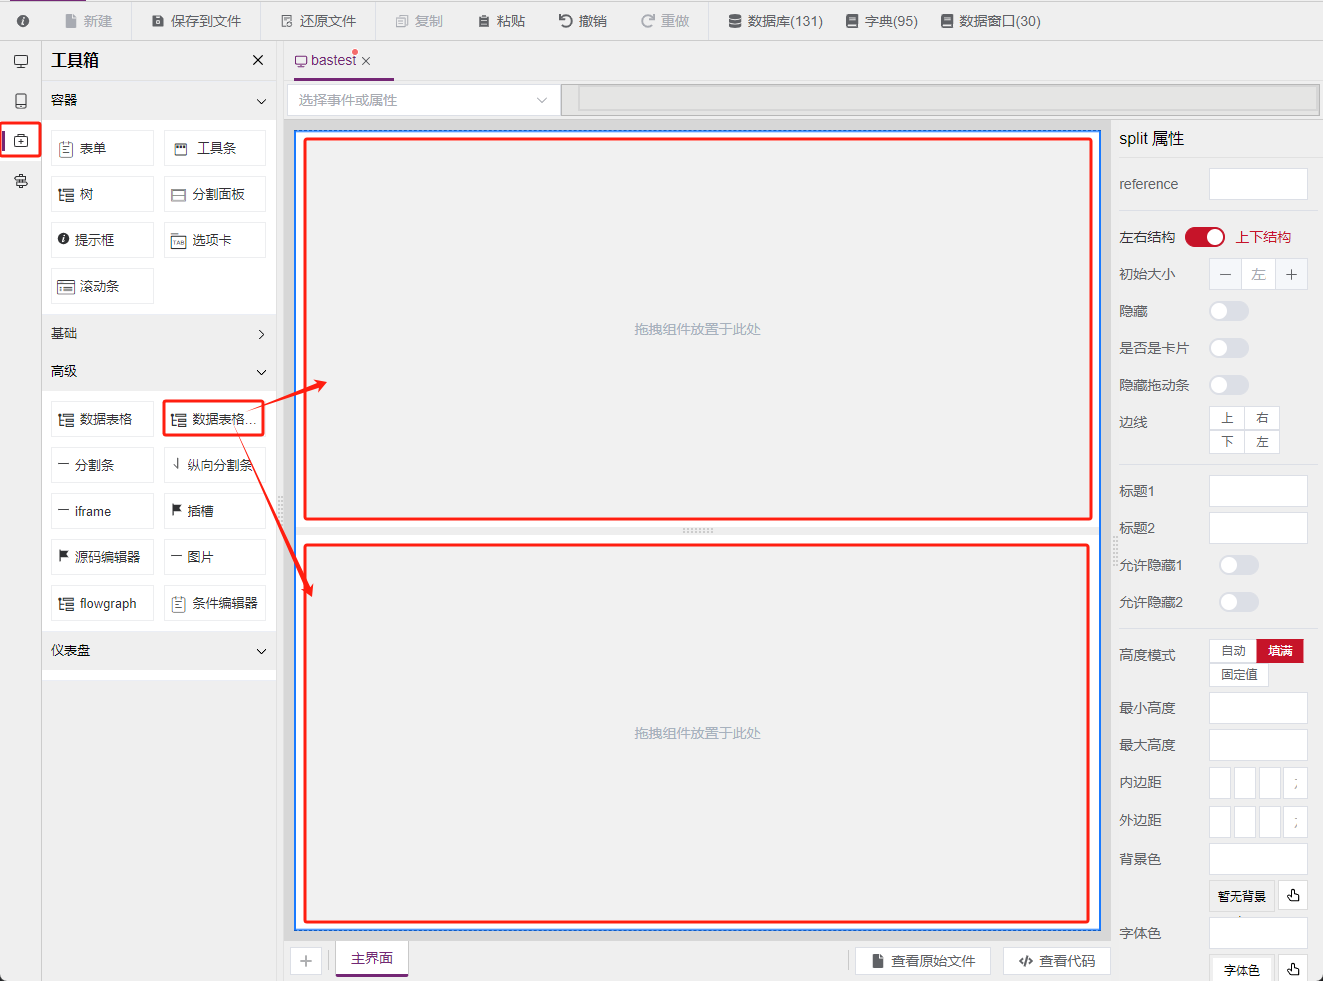 新建
保存到文件
还原文件
复制
粘贴
撤销
重做
数据库(131)
字典(95)
数据窗口(30)
工具箱
容器
表单
工具条
树
分割面板
提示框
TAB
选项卡
滚动条
基础
高级
数据表格
数据表格...
分割条
纵向分割条
iframe
插槽
源码编辑器
图片
flowgraph
条件编辑器
仪表盘
bastest
选择事件或属性
拖拽组件放置于此处
拖拽组件放置于此处
主界面
查看原始文件
查看代码
split 属性
reference
左右结构
上下结构
初始大小
左
隐藏
是否是卡片
隐藏拖动条
边线
上
右
下
左
标题1
标题2
允许隐藏1
允许隐藏2
高度模式
自动
填满
固定值
最小高度
最大高度
内边距
外边距
背景色
暂无背景
字体色
字体色